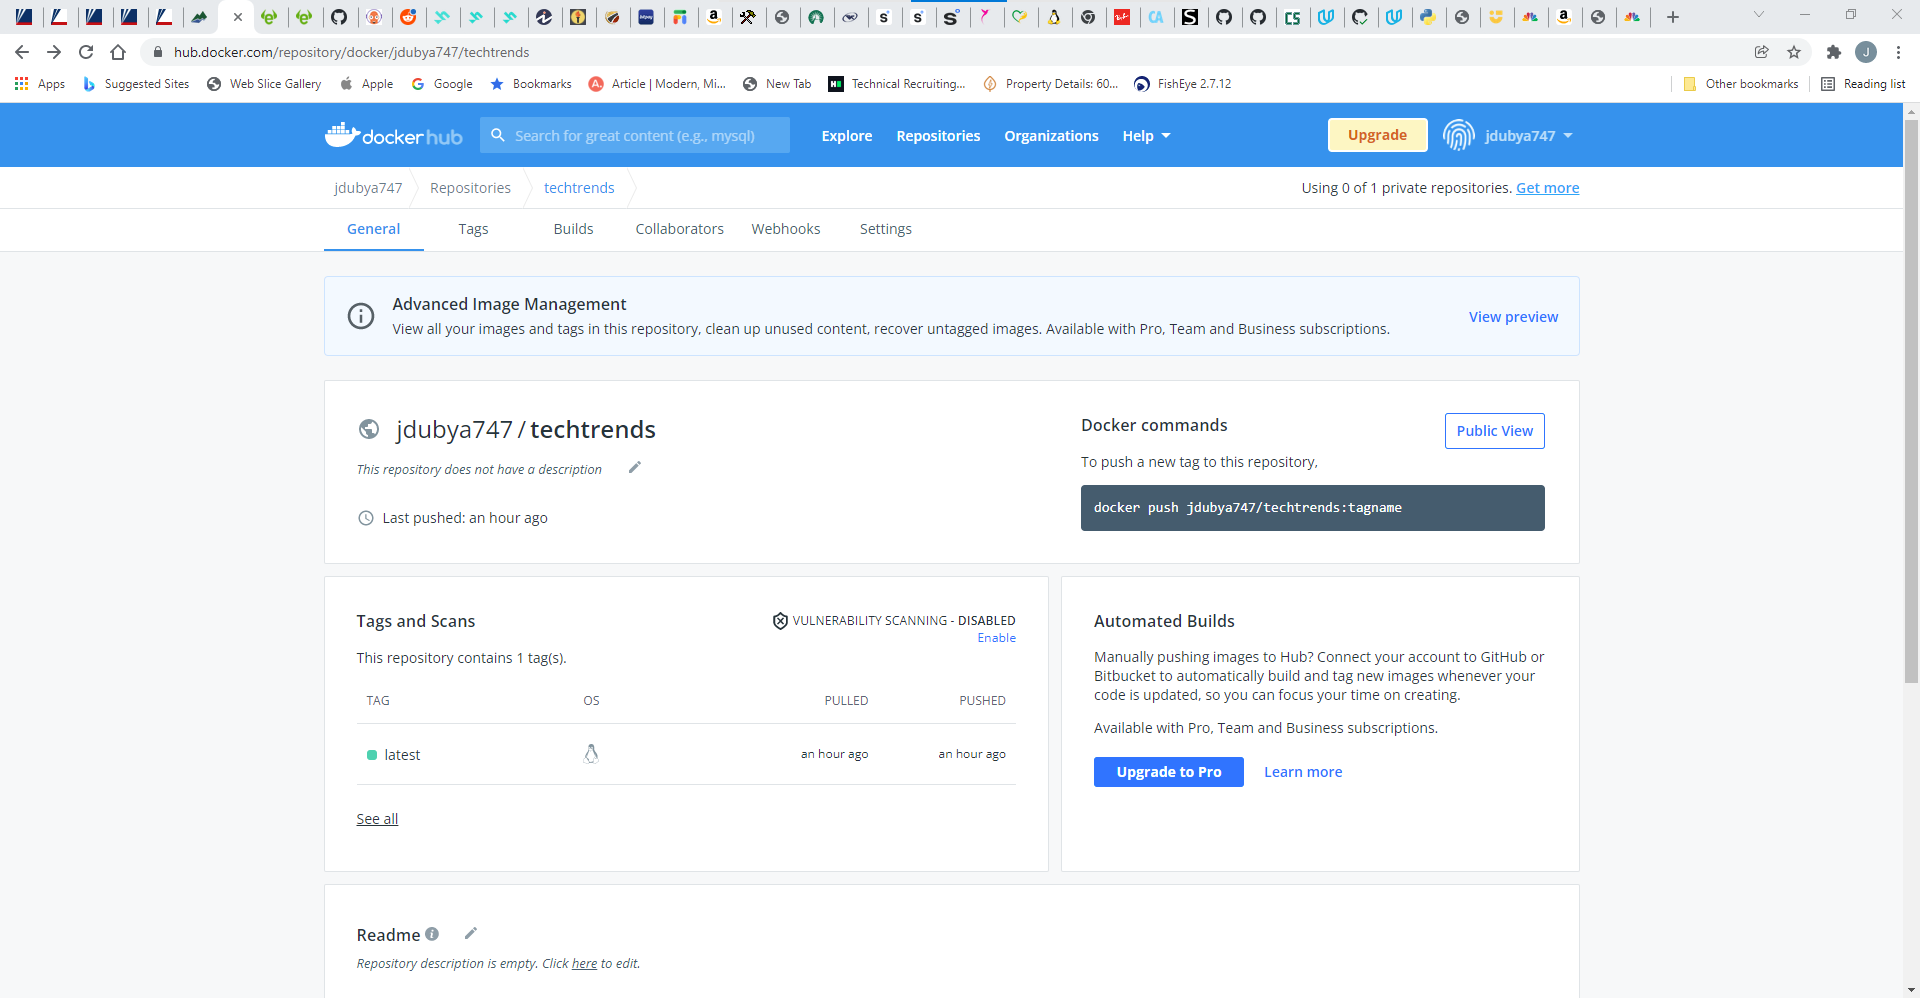 hub.docker.com/repository/docker/jdubya747/techtrends
J
Apps
Suggested Sites
Web Slice Gallery
Apple
Google
Bookmarks
Article | Modern, Mi...
New Tab
Technical Recruiting...
Property Details: 60...
FishEye 2.7.12
Other bookmarks
Reading list
dockerhub
Search for great content (e.g., mysql)
Explore
Repositories
Organizations
Help
Upgrade
jdubya747
jdubya747
Repositories
techtrends
Using 0 of 1 private repositories. Get more
General
Tags
Builds
Collaborators
Webhooks
Settings
Advanced Image Management
View all your images and tags in this repository, clean up unused content, recover untagged images. Available with Pro, Team and Business subscriptions.
View preview
jdubya747 / techtrends
This repository does not have a description
Last pushed: an hour ago
Docker commands
Public View
To push a new tag to this repository,
docker push jdubya747/techtrends:tagname
Tags and Scans
VULNERABILITY SCANNING - DISABLED
Enable
This repository contains 1 tag(s).
TAG
OS
PULLED
PUSHED
latest
an hour ago
an hour ago
See all
Automated Builds
Manually pushing images to Hub? Connect your account to GitHub or
Bitbucket to automatically build and tag new images whenever your
code is updated, so you can focus your time on creating.
Available with Pro, Team and Business subscriptions.
Upgrade to Pro
Learn more
Readme
Repository description is empty. Click here to edit.